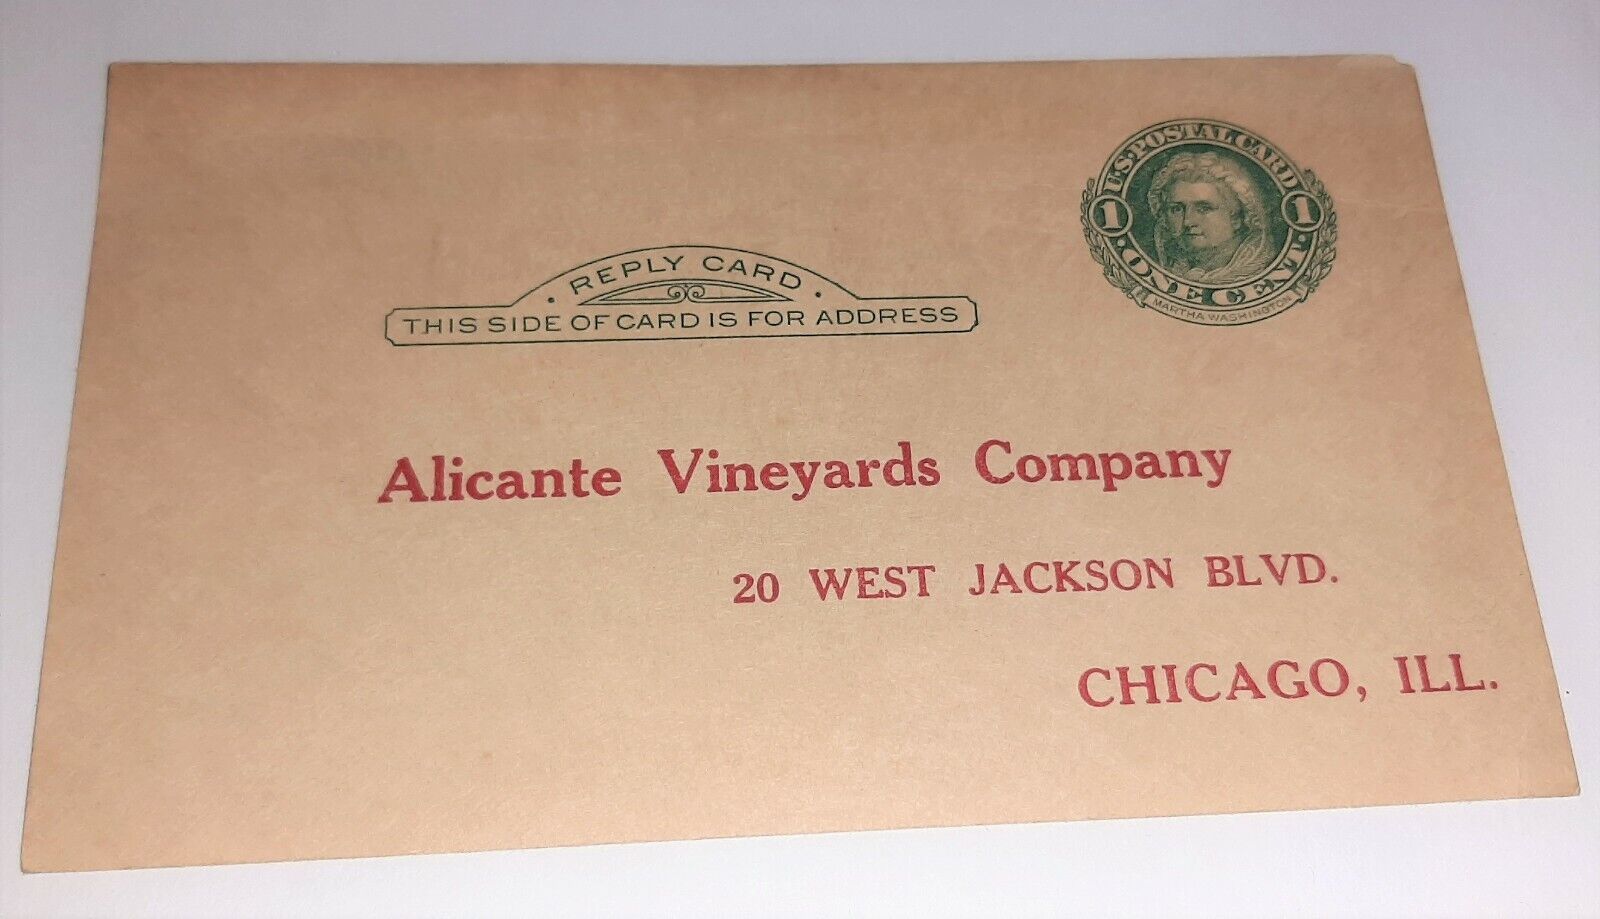 U.S. POSTAL CARD
1 1
· ONE CENT ·
MARTHA WASHINGTON
· REPLY CARD ·
THIS SIDE OF CARD IS FOR ADDRESS
Alicante Vineyards Company
20 WEST JACKSON BLVD.
CHICAGO, ILL.